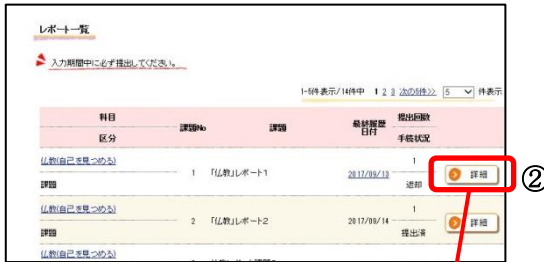 レポート一覧
入力期間中に必ず提出してください。
1-5件表示/14件中 1 2 3 次の5件>> 5 件表示
科目 課題No 課題 最終履歴日付 提出回数
区分 手続状況
仏教(自己を見つめる) 1 「仏教」レポート1 2017/09/13 1 詳細 ②
課題 返却
仏教(自己を見つめる) 2 「仏教」レポート2 2017/09/14 1 詳細
課題 提出済
仏教(自己を見つめる)